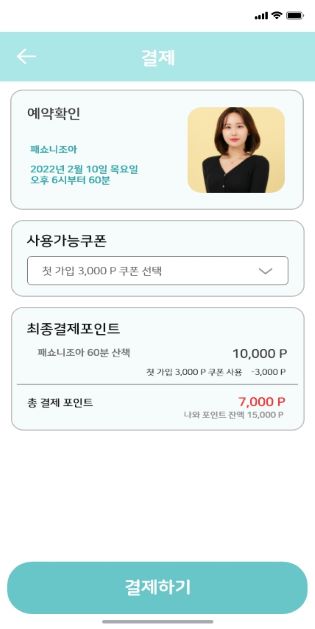 결제
예약확인
패쇼니조아
2022년 2월 10일 목요일
오후 6시부터 60분
사용가능쿠폰
첫 가입 3,000 P 쿠폰 선택
최종결제포인트
패쇼니조아 60분 산책 10,000 P
첫 가입 3,000 P 쿠폰 사용 -3,000 P
총 결제 포인트 7,000 P
나와 포인트 잔액 15,000 P
결제하기